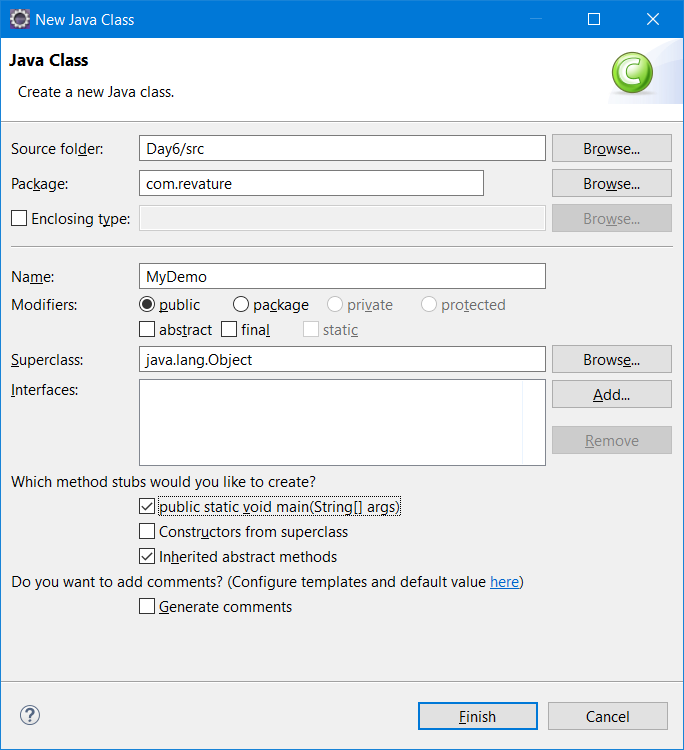 New Java Class
Java Class
Create a new Java class.
C
Source folder: Day6/src Browse...
Package: com.revature Browse...
Enclosing type: Browse...
Name: MyDemo
Modifiers: public package private protected
abstract final static
Superclass: java.lang.Object Browse...
Interfaces: Add...
Remove
Which method stubs would you like to create?
public static void main(String[] args)
Constructors from superclass
Inherited abstract methods
Do you want to add comments? (Configure templates and default value here)
Generate comments
? Finish Cancel